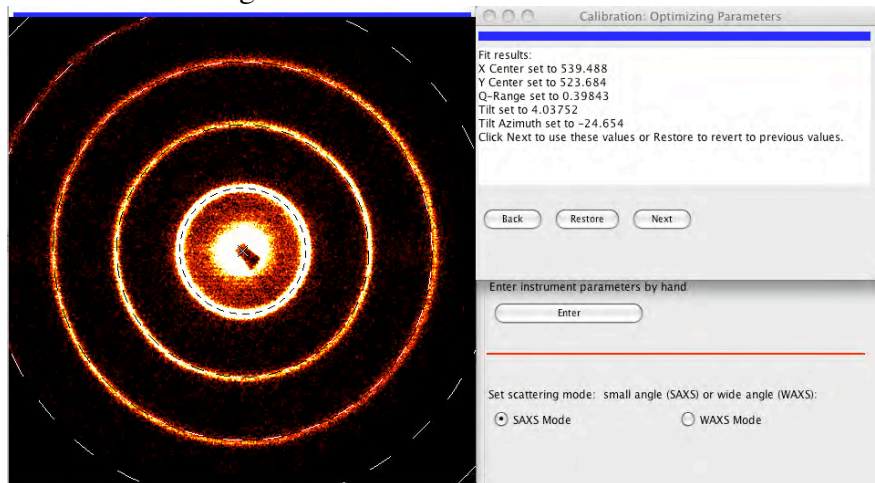 Calibration: Optimizing Parameters
Fit results:
X Center set to 539.488
Y Center set to 523.684
Q-Range set to 0.39843
Tilt set to 4.03752
Tilt Azimuth set to -24.654
Click Next to use these values or Restore to revert to previous values.
Back Restore Next
Enter instrument parameters by hand
Enter
Set scattering mode: small angle (SAXS) or wide angle (WAXS):
SAXS Mode WAXS Mode